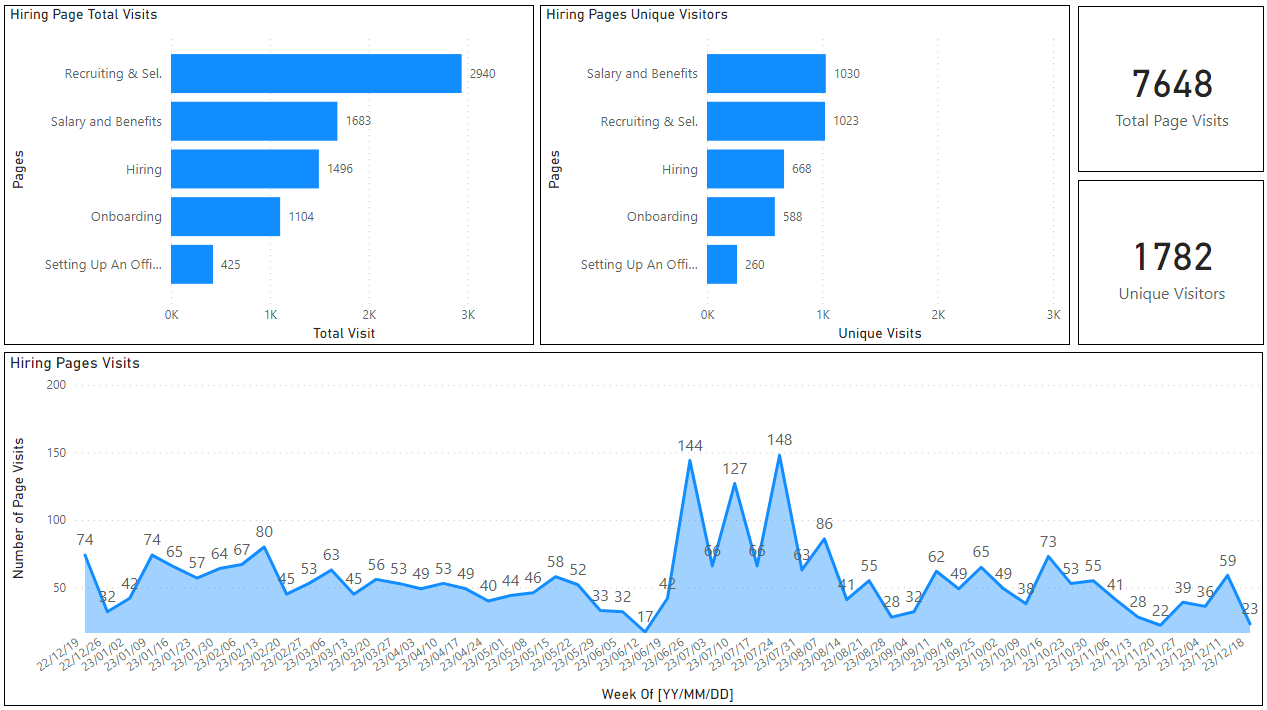 Hiring Page Total Visits
Pages
Recruiting & Sel.
2940
Salary and Benefits
1683
Hiring
1496
Onboarding
1104
Setting Up An Offi...
425
0K 1K 2K 3K
Total Visit
Hiring Pages Unique Visitors
Pages
Salary and Benefits
1030
Recruiting & Sel.
1023
Hiring
668
Onboarding
588
Setting Up An Offi...
260
0K 1K 2K 3K
Unique Visits
7648
Total Page Visits
1782
Unique Visitors
Hiring Pages Visits
Number of Page Visits
200
150
100
50
74 32 42 74 65 57 64 67 80 45 53 63 45 56 53 49 53 49 40 44 46 58 52 33 32 17 42 144 66 127 66 148 63 86 41 55 28 32 62 49 65 49 38 73 53 55 41 28 22 39 36 59 23
22/12/19 22/12/26 23/01/02 23/01/09 23/01/16 23/01/23 23/01/30 23/02/06 23/02/13 23/02/20 23/02/27 23/03/06 23/03/13 23/03/20 23/03/27 23/04/03 23/04/10 23/04/17 23/04/24 23/05/01 23/05/08 23/05/15 23/05/22 23/05/29 23/06/05 23/06/12 23/06/19 23/06/26 23/07/03 23/07/10 23/07/17 23/07/24 23/07/31 23/08/07 23/08/14 23/08/21 23/08/28 23/09/04 23/09/11 23/09/18 23/09/25 23/10/02 23/10/09 23/10/16 23/10/23 23/10/30 23/11/06 23/11/13 23/11/20 23/11/27 23/12/04 23/12/11 23/12/18
Week Of [YY/MM/DD]